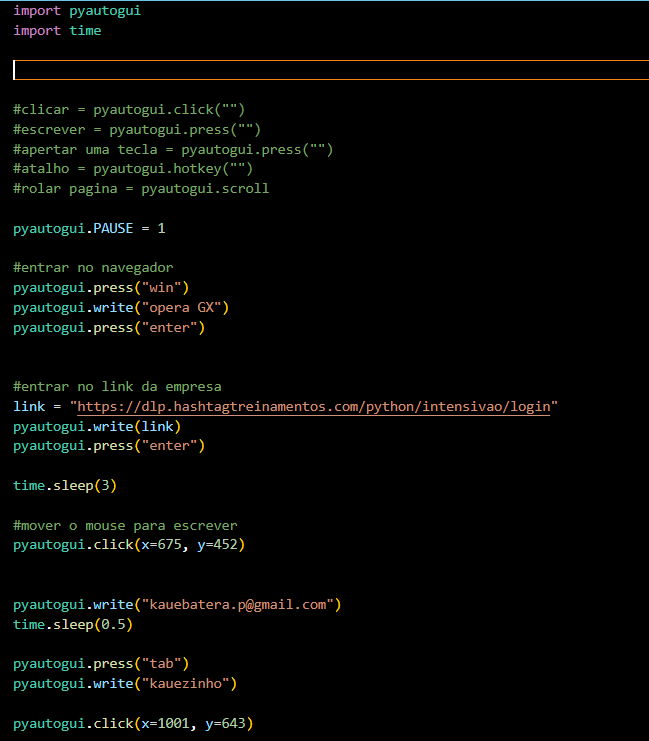 import pyautogui
import time
#clicar = pyautogui.click("")
#escrever = pyautogui.press("")
#apertar uma tecla = pyautogui.press("")
#atalho = pyautogui.hotkey("")
#rolar pagina = pyautogui.scroll
pyautogui.PAUSE = 1
#entrar no navegador
pyautogui.press("win")
pyautogui.write("opera GX")
pyautogui.press("enter")
#entrar no link da empresa
link = "https://dlp.hashtagtreinamentos.com/python/intensivao/login"
pyautogui.write(link)
pyautogui.press("enter")
time.sleep(3)
#mover o mouse para escrever
pyautogui.click(x=675, y=452)
pyautogui.write("kauebatera.p@gmail.com")
time.sleep(0.5)
pyautogui.press("tab")
pyautogui.write("kauezinho")
pyautogui.click(x=1001, y=643)